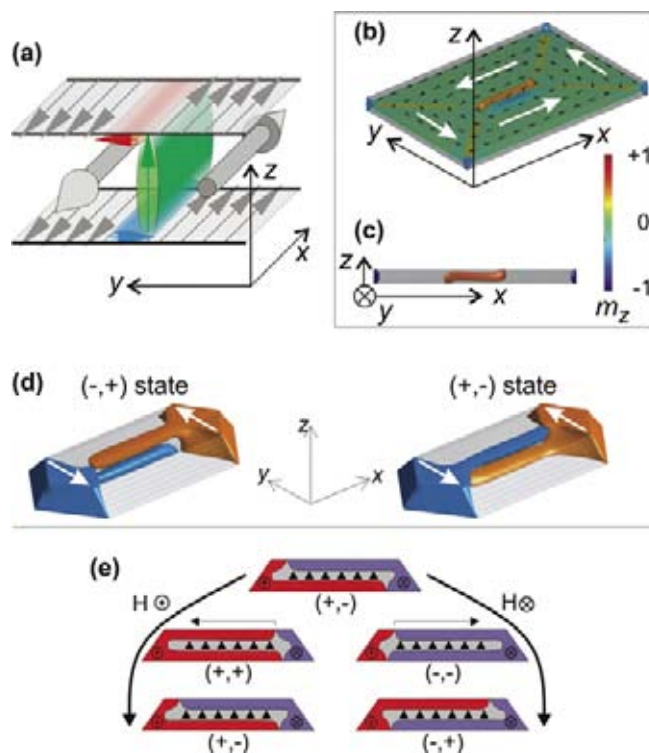 (a)
z
x
y
(b)
z
y
x
+1
0
-1
m_z
(c)
z
y
x
(d)
(-,+) state
(+,-) state
z
y
x
(e)
H ⊙
H⊗
(+,-)
(+,+)
(-,-)
(+,-)
(-,+)